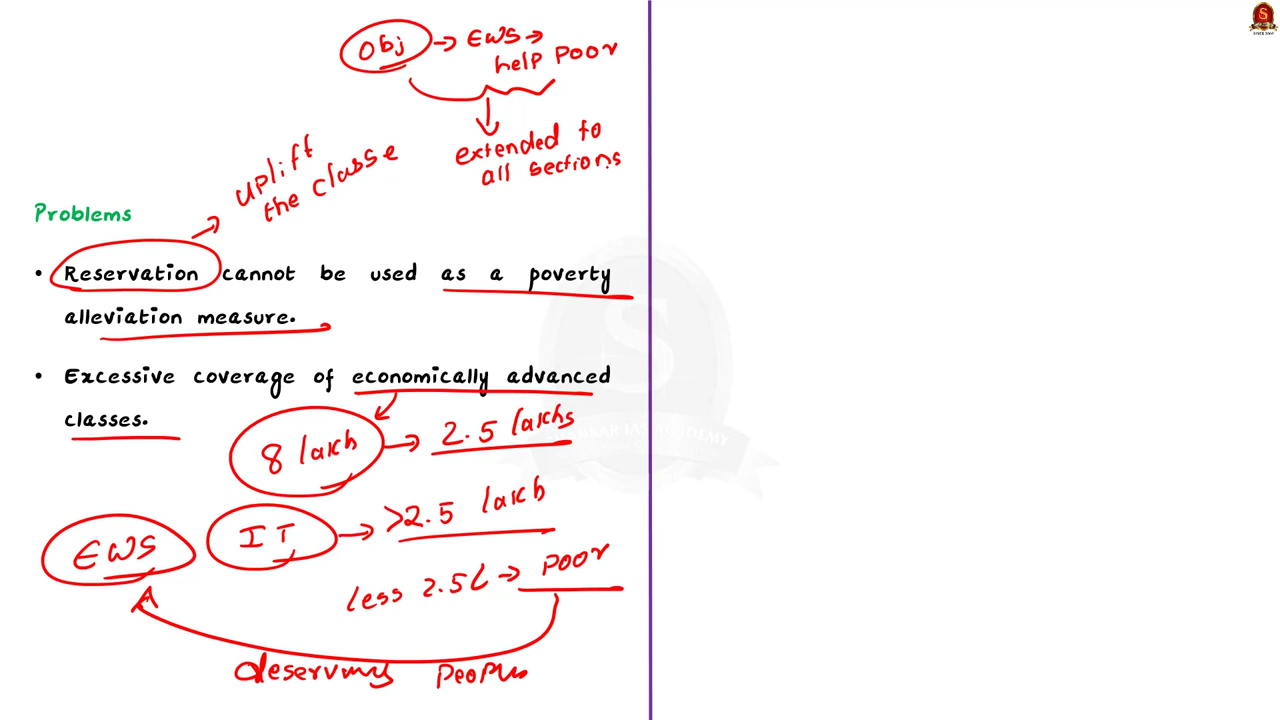 Obj → EWS →
help poor
extended to
all sections
uplift
the classe
Problems
• Reservation cannot be used as a poverty
alleviation measure.
• Excessive coverage of economically advanced
classes.
8 lakh → 2.5 lakhs
EWS IT → >2.5 lakh
less 2.5L → poor
deserving people
S